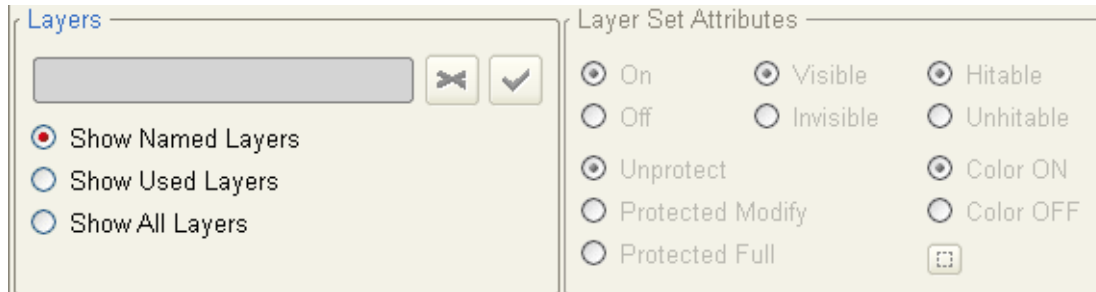 Layers
Show Named Layers
Show Used Layers
Show All Layers
Layer Set Attributes
On Visible Hitable
Off Invisible Unhitable
Unprotect Color ON
Protected Modify Color OFF
Protected Full